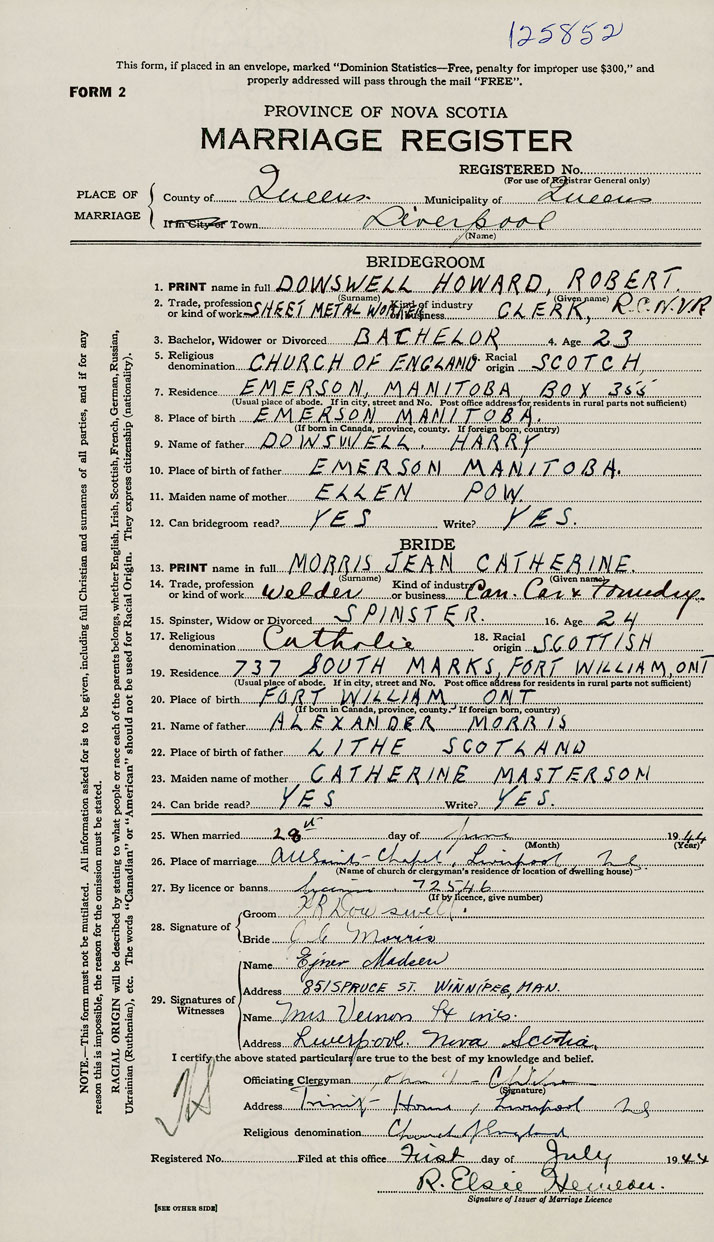 125852
This form, if placed in an envelope, marked "Dominion Statistics—Free, penalty for improper use $300," and
properly addressed will pass through the mail "FREE".
FORM 2
PROVINCE OF NOVA SCOTIA
MARRIAGE REGISTER
REGISTERED No.
(For use of Registrar General only)
PLACE OF MARRIAGE
County of Queens Municipality of Queens
If in City or Town Liverpool
(Name)
BRIDEGROOM
1. PRINT name in full DOWSWELL HOWARD, ROBERT.
(Surname) (Given name)
2. Trade, profession or kind of work SHEET METAL WORKER Kind of industry or business CLERK, R.C.N.V.R
3. Bachelor, Widower or Divorced BACHELOR 4. Age 23
5. Religious denomination CHURCH OF ENGLAND Racial origin SCOTCH
7. Residence EMERSON, MANITOBA, BOX 355
(Usual place of abode. If in city, street and No. Post office address for residents in rural parts not sufficient)
8. Place of birth EMERSON MANITOBA.
(If born in Canada, province, county. If foreign born, country)
9. Name of father DOWSWELL. HARRY
10. Place of birth of father EMERSON MANITOBA.
11. Maiden name of mother ELLEN POW.
12. Can bridegroom read? YES Write? YES.
BRIDE
13. PRINT name in full MORRIS JEAN CATHERINE.
(Surname) (Given name)
14. Trade, profession or kind of work Welder Kind of industry or business Can. Car & Foundry.
15. Spinster, Widow or Divorced SPINSTER. 16. Age 24
17. Religious denomination Catholic 18. Racial origin SCOTTISH
19. Residence 737 SOUTH MARKS, FORT WILLIAM, ONT
(Usual place of abode. If in city, street and No. Post office address for residents in rural parts not sufficient)
20. Place of birth FORT WILLIAM ONT
(If born in Canada, province, county. If foreign born, country)
21. Name of father ALEXANDER MORRIS
22. Place of birth of father LITHE SCOTLAND
23. Maiden name of mother CATHERINE MASTERSON
24. Can bride read? YES Write? YES.
25. When married 28th day of June 1944
(Month) (Year)
26. Place of marriage All Saints Chapel, Liverpool, N.S.
(Name of church or clergyman's residence or location of dwelling house)
27. By licence or banns 72546
(If by licence, give number)
28. Signature of Groom H R Dowswell.
Bride Morris
29. Signatures of Witnesses
Name Ejner Madsen
Address 851 SPRUCE ST. WINNIPEG, MAN.
Name Mrs Vernon
Address Liverpool. Nova Scotia.
I certify the above stated particulars are true to the best of my knowledge and belief.
Officiating Clergyman
(Signature)
Address Trinity House, Liverpool N.S.
Religious denomination Church of England
Registered No. Filed at this office First day of July 1944
R. Elsie Hemeon.
Signature of Issuer of Marriage Licence
[SEE OTHER SIDE]
NOTE.—This form must not be mutilated. All information asked for is to be given, including full Christian and surnames of all parties, and if for any
reason this is impossible, the reason for the omission must be stated.
RACIAL ORIGIN will be described by stating to what people or race each of the parents belongs, whether English, Irish, Scottish, French, German, Russian,
Ukrainian (Ruthenian), etc. The words "Canadian" or "American" should not be used for Racial Origin. They express citizenship (nationality).